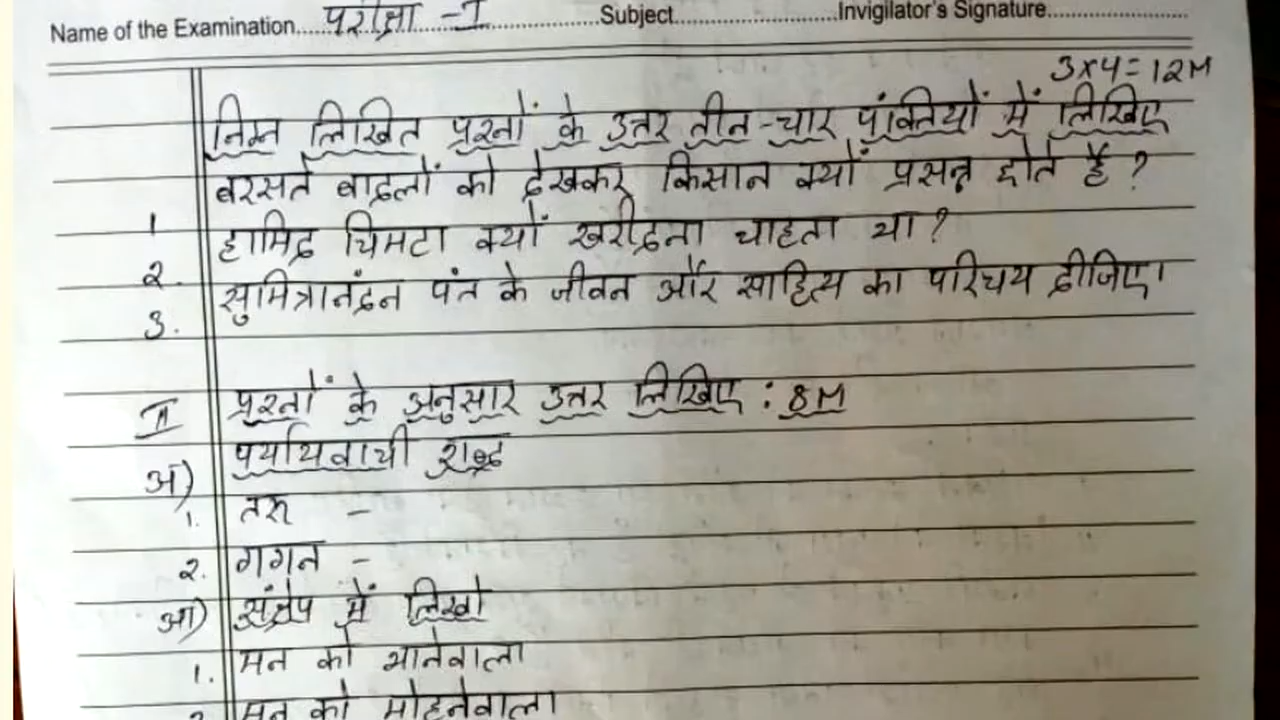 Name of the Examination.....परीक्षा - I.....Subject.....Invigilator's Signature.....
3x4=12M
निम्न लिखित प्रश्नों के उत्तर तीन-चार पंक्तियों में लिखिए
1 बरसते बादलों को देखकर किसान क्यों प्रसन्न होते हैं ?
2. हामिद चिमटा क्यों खरीदना चाहता था ?
3. सुमित्रानंदन पंत के जीवन और साहित्य का परिचय दीजिए।
II प्रश्नों के अनुसार उत्तर लिखिए : 8M
अ) पर्यायवाची शब्द
1. तरु -
2. गगन -
आ) संक्षेप में लिखो
1. मन को भानेवाला
2. मन को मोहनेवाला